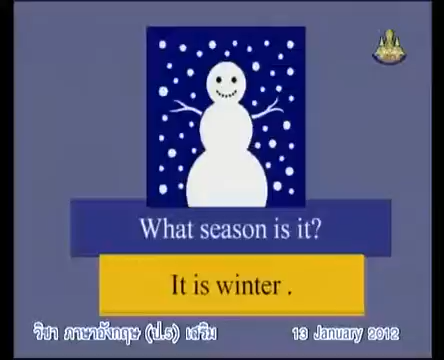 What season is it?
It is winter .
วิชา ภาษาอังกฤษ (ป.5) เสริม
13 January 2012